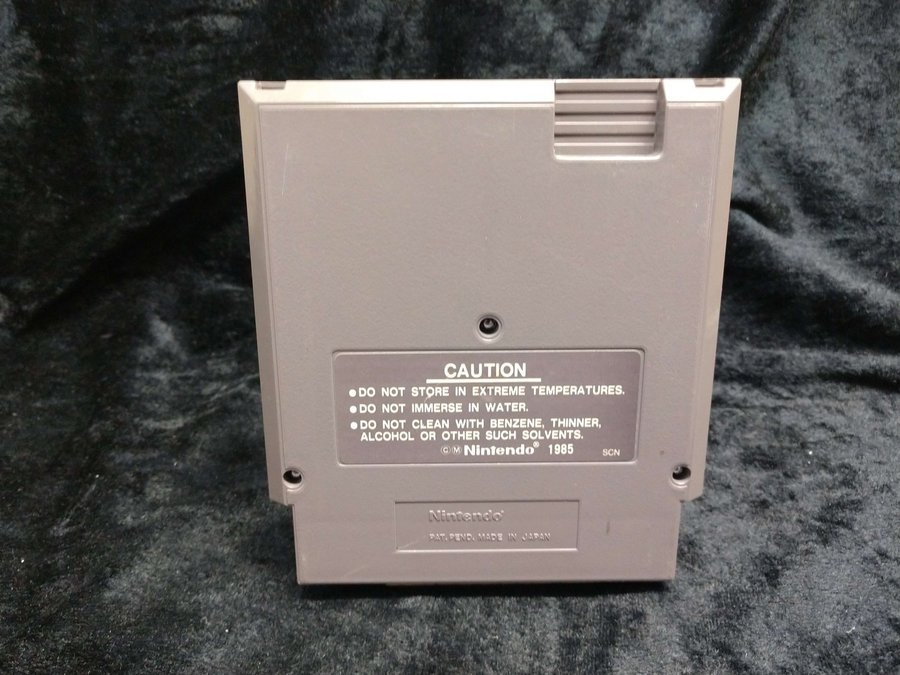 CAUTION
● DO NOT STORE IN EXTREME TEMPERATURES.
● DO NOT IMMERSE IN WATER.
● DO NOT CLEAN WITH BENZENE, THINNER,
ALCOHOL OR OTHER SUCH SOLVENTS.
©M Nintendo® 1985 SCN
Nintendo®
PAT. PEND. MADE IN JAPAN